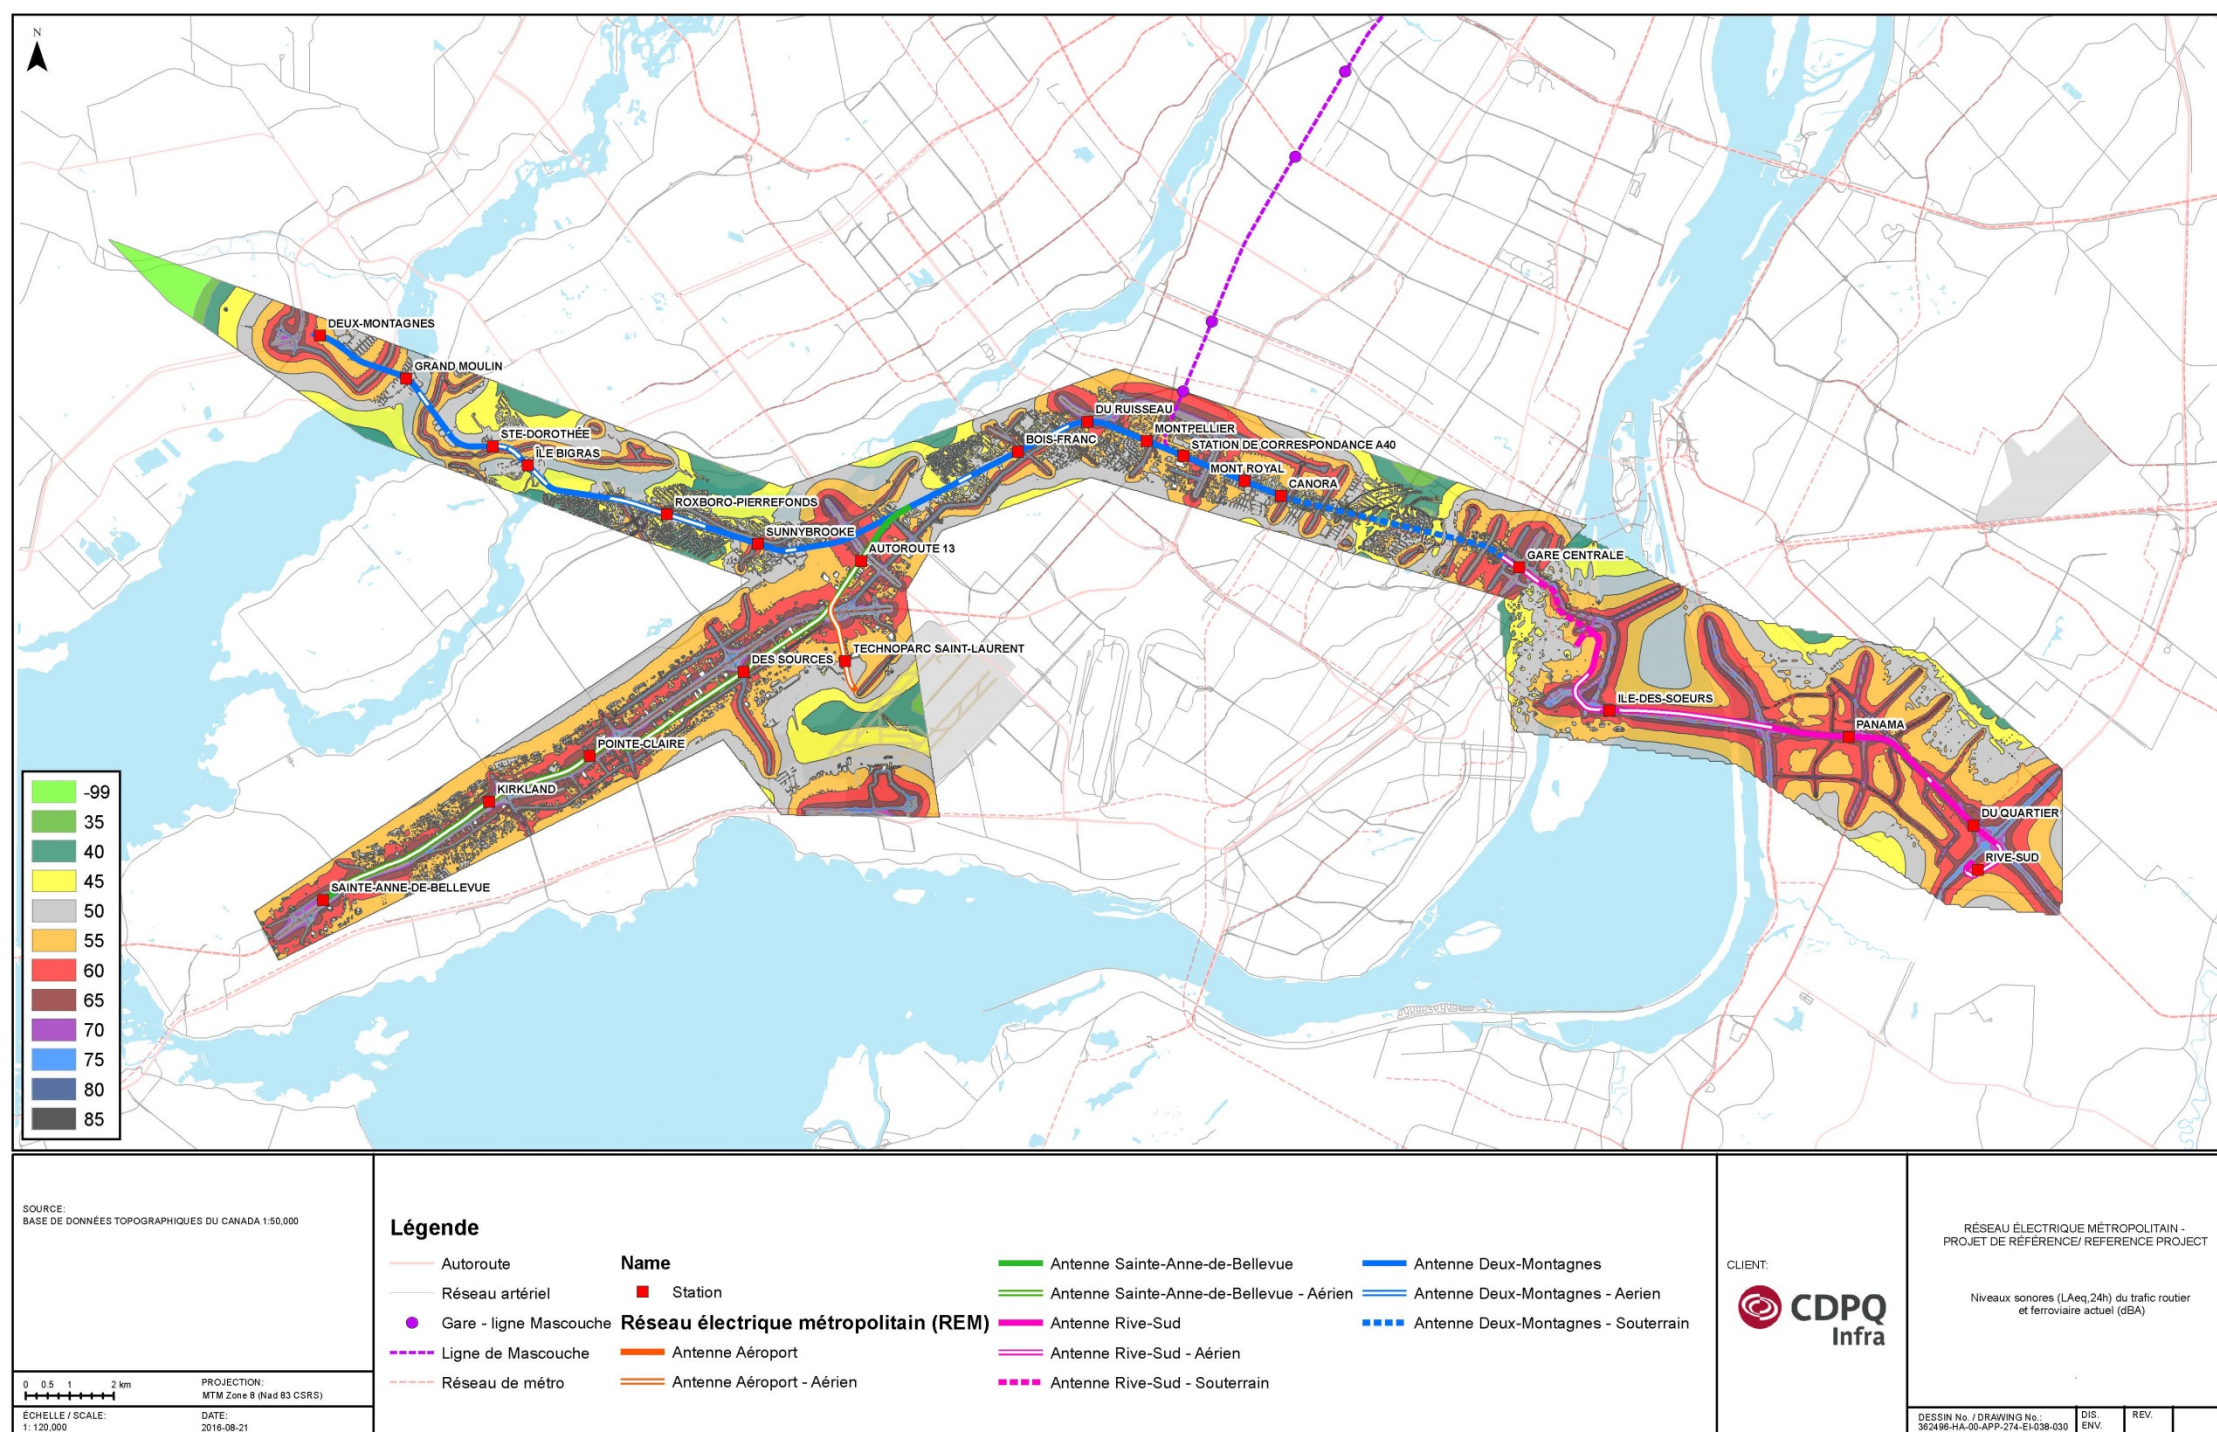 N
DEUX-MONTAGNES
GRAND MOULIN
STE-DOROTHÉE
ÎLE BIGRAS
ROXBORO-PIERREFONDS
SUNNYBROOKE
AUTOROUTE 13
BOIS-FRANC
DU RUISSEAU
MONTPELLIER
STATION DE CORRESPONDANCE A40
MONT ROYAL
CANORA
GARE CENTRALE
TECHNOPARC SAINT-LAURENT
DES SOURCES
POINTE-CLAIRE
KIRKLAND
SAINTE-ANNE-DE-BELLEVUE
ILE-DES-SOEURS
PANAMA
DU QUARTIER
RIVE-SUD
-99
35
40
45
50
55
60
65
70
75
80
85
SOURCE:
BASE DE DONNÉES TOPOGRAPHIQUES DU CANADA 1:50,000
0 0.5 1 2 km
PROJECTION:
MTM Zone 8 (Nad 83 CSRS)
ÉCHELLE / SCALE:
1: 120,000
DATE:
2016-08-21
Légende
Autoroute
Réseau artériel
Gare - ligne Mascouche
Ligne de Mascouche
Réseau de métro
Name
Station
Réseau électrique métropolitain (REM)
Antenne Aéroport
Antenne Aéroport - Aérien
Antenne Sainte-Anne-de-Bellevue
Antenne Sainte-Anne-de-Bellevue - Aérien
Antenne Rive-Sud
Antenne Rive-Sud - Aérien
Antenne Rive-Sud - Souterrain
Antenne Deux-Montagnes
Antenne Deux-Montagnes - Aerien
Antenne Deux-Montagnes - Souterrain
CLIENT:
CDPQ
Infra
RÉSEAU ÉLECTRIQUE MÉTROPOLITAIN -
PROJET DE RÉFÉRENCE/ REFERENCE PROJECT
Niveaux sonores (LAeq,24h) du trafic routier
et ferroviaire actuel (dBA)
DESSIN No. / DRAWING No.:
362496-HA-00-APP-274-EI-038-030
DIS.
ENV.
REV.